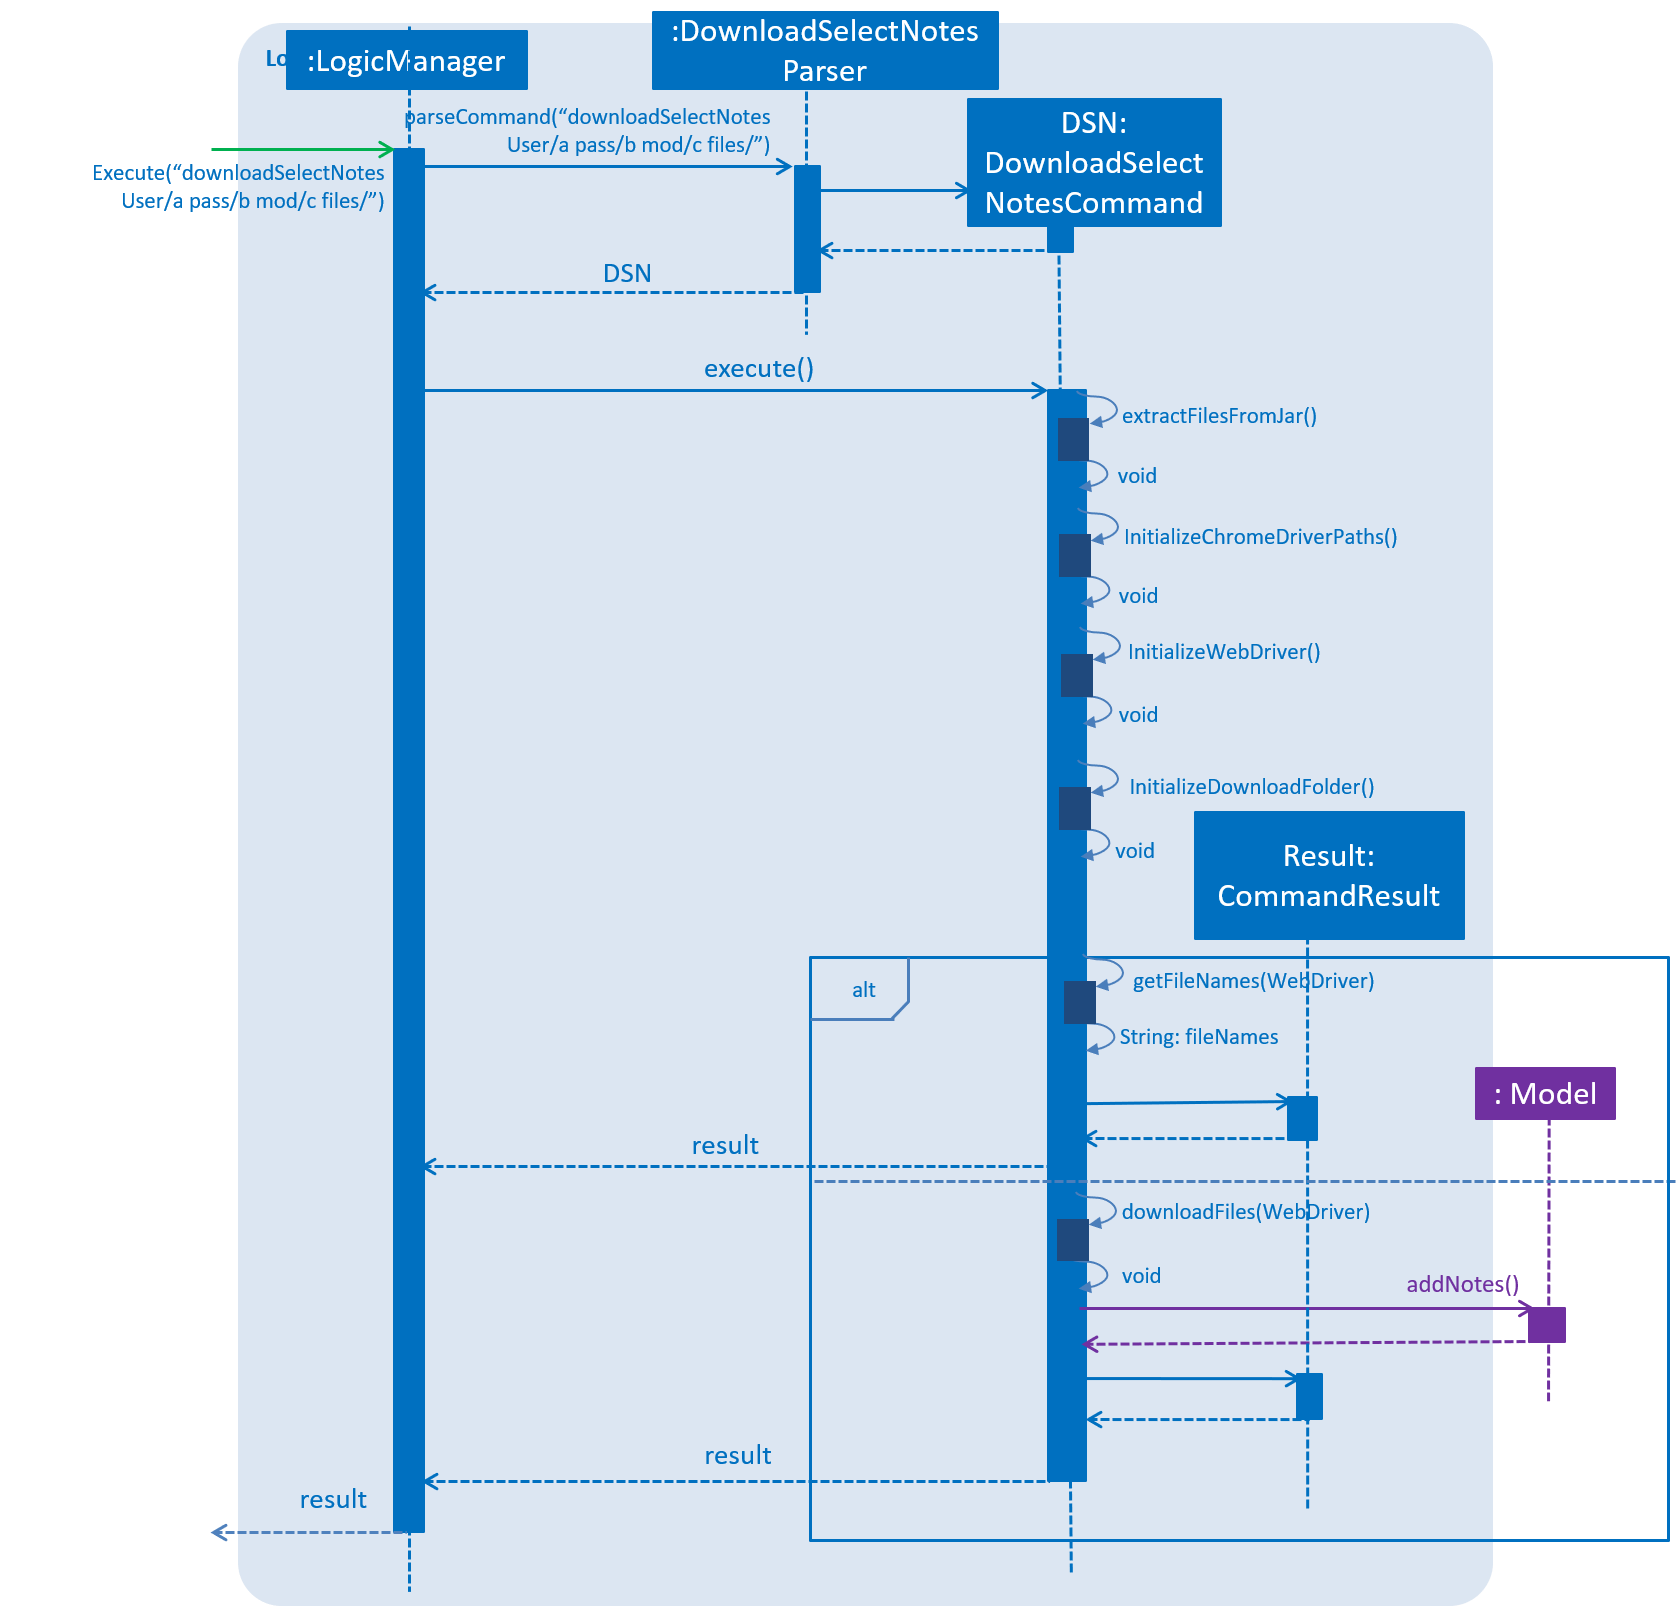 Lo
:LogicManager
:DownloadSelectNotes
Parser
DSN:
DownloadSelect
NotesCommand
parseCommand(“downloadSelectNotes
User/a pass/b mod/c files/”)
Execute(“downloadSelectNotes
User/a pass/b mod/c files/”)
DSN
execute()
extractFilesFromJar()
void
InitializeChromeDriverPaths()
void
InitializeWebDriver()
void
InitializeDownloadFolder()
void
Result:
CommandResult
alt
getFileNames(WebDriver)
String: fileNames
: Model
result
downloadFiles(WebDriver)
void
addNotes()
result
result